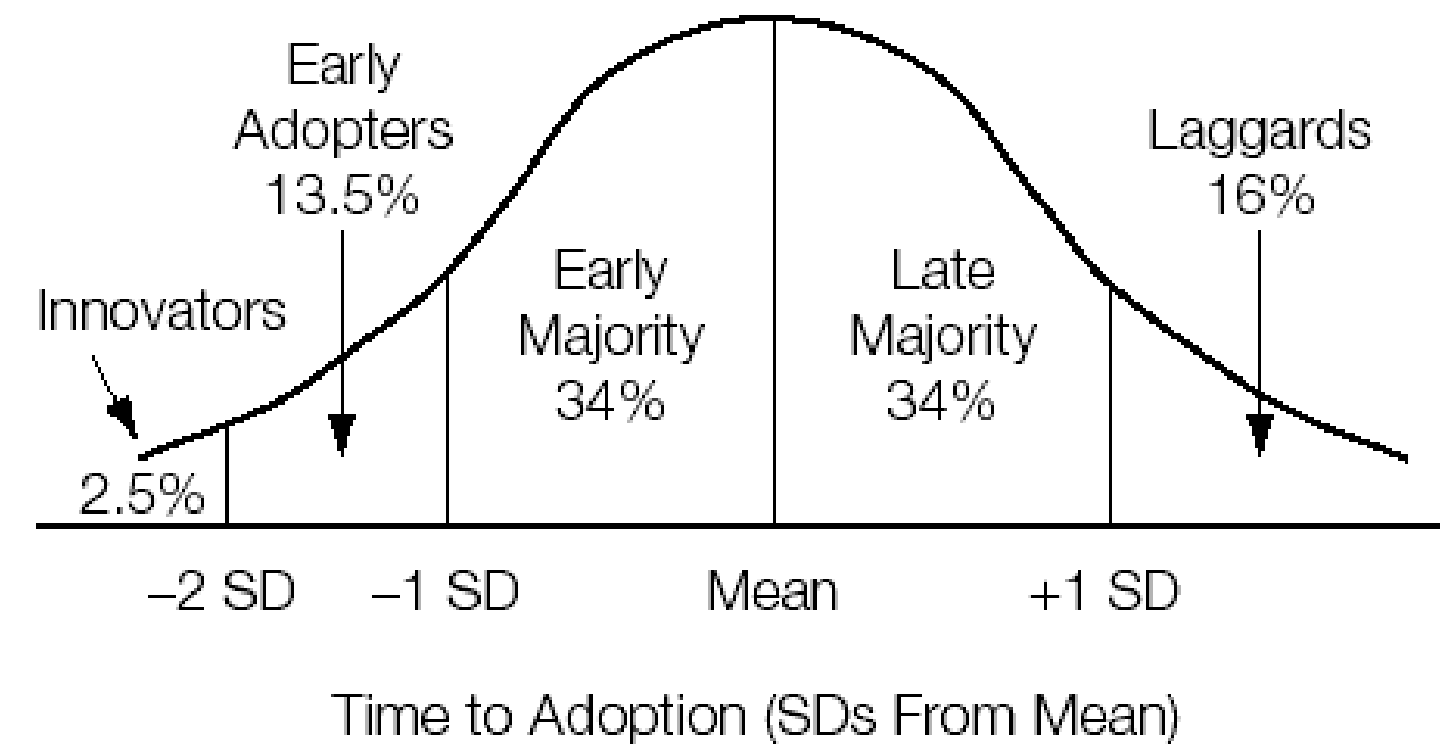 Early
Adopters
13.5%
Laggards
16%
Innovators
Early
Majority
34%
Late
Majority
34%
2.5%
–2 SD
–1 SD
Mean
+1 SD
Time to Adoption (SDs From Mean)